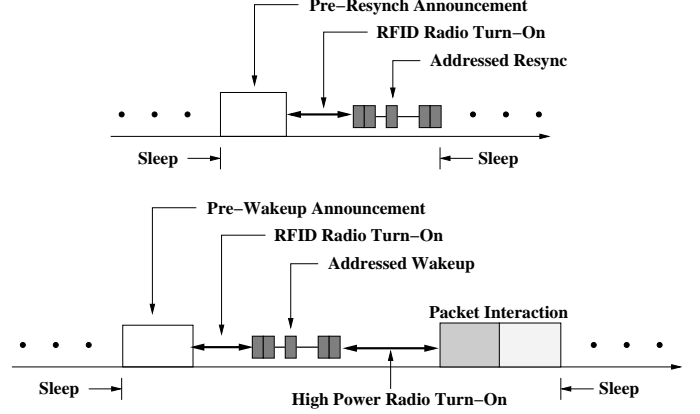 Pre−Resynch Announcement
RFID Radio Turn−On
Addressed Resync
Sleep
Sleep
Pre−Wakeup Announcement
RFID Radio Turn−On
Addressed Wakeup
Packet Interaction
Sleep
High Power Radio Turn−On
Sleep